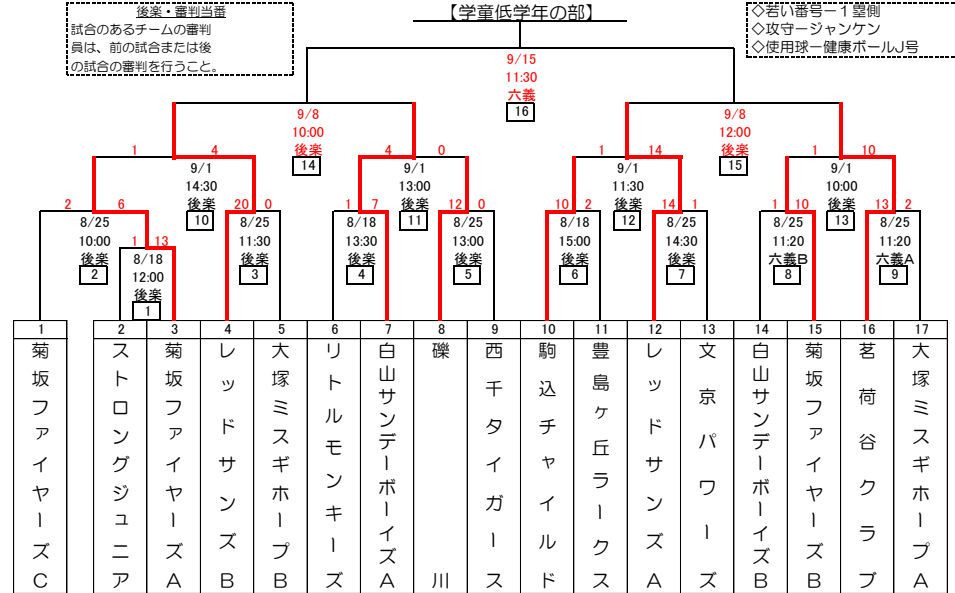 後楽・審判当番
試合のあるチームの審判
員は、前の試合または後
の試合の審判を行うこと。
【学童低学年の部】
◇若い番号ー1塁側
◇攻守ージャンケン
◇使用球ー健康ボールJ号
9/15
11:30
六義
16
9/8
10:00
後楽
14
9/8
12:00
後楽
15
1 4
9/1
14:30
後楽
10
4 0
9/1
13:00
後楽
11
1 14
9/1
11:30
後楽
12
1 10
9/1
10:00
後楽
13
2 6
8/25
10:00
後楽
2
20 0
8/25
11:30
後楽
3
1 7
8/18
13:30
後楽
4
12 0
8/25
13:00
後楽
5
10 2
8/18
15:00
後楽
6
14 1
8/25
14:30
後楽
7
1 10
8/25
11:20
六義B
8
13 2
8/25
11:20
六義A
9
1 13
8/18
12:00
後楽
1
1
菊坂ファイヤーズC
2
ストロングジュニア
3
菊坂ファイヤーズA
4
レッドサンズB
5
大塚ミスギホープB
6
リトルモンキーズ
7
白山サンデーボーイズA
8
礫川
9
西千タイガース
10
駒込チャイルド
11
豊島ヶ丘ラークス
12
レッドサンズA
13
文京パワーズ
14
白山サンデーボーイズB
15
菊坂ファイヤーズB
16
茗荷谷クラブ
17
大塚ミスギホープA